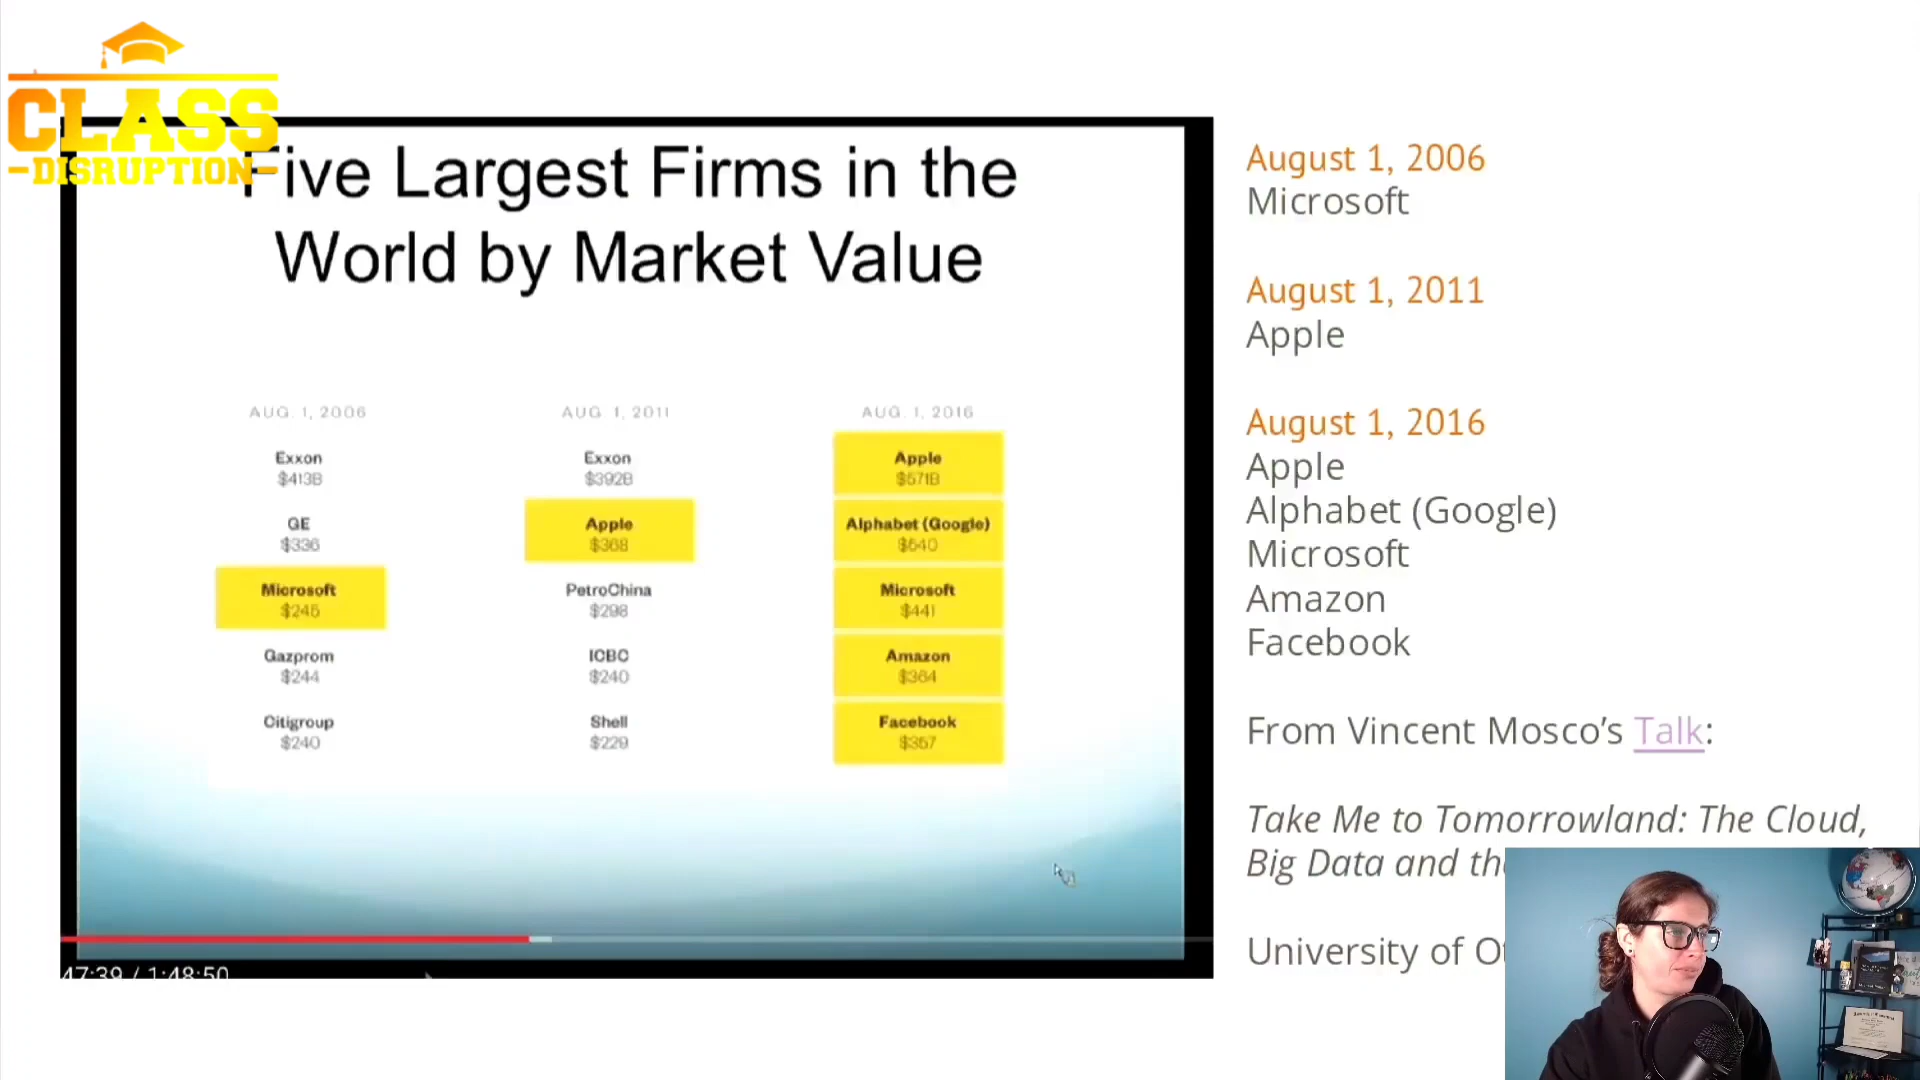 CLASS
-DISRUPTION-
Five Largest Firms in the
World by Market Value
AUG. 1, 2006
Exxon
$413B
GE
$336
Microsoft
$245
Gazprom
$244
Citigroup
$240
AUG. 1, 2011
Exxon
$392B
Apple
$368
PetroChina
$298
ICBC
$240
Shell
$229
AUG. 1, 2016
Apple
$571B
Alphabet (Google)
$540
Microsoft
$441
Amazon
$364
Facebook
$357
47:39 / 1:48:50
August 1, 2006
Microsoft
August 1, 2011
Apple
August 1, 2016
Apple
Alphabet (Google)
Microsoft
Amazon
Facebook
From Vincent Mosco's Talk:
Take Me to Tomorrowland: The Cloud,
Big Data and
University of